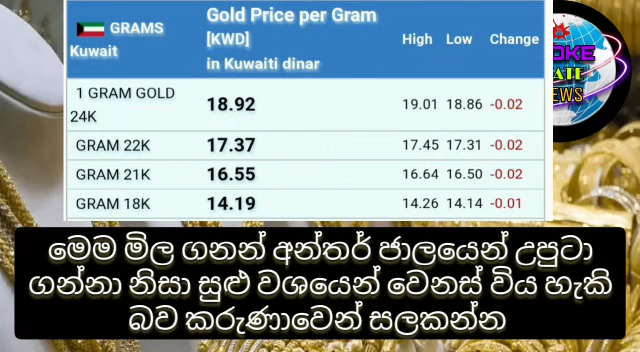 GRAMS
Kuwait
Gold Price per Gram
[KWD]
in Kuwaiti dinar
High Low Change
1 GRAM GOLD
24K
18.92 19.01 18.86 -0.02
GRAM 22K 17.37 17.45 17.31 -0.02
GRAM 21K 16.55 16.64 16.50 -0.02
GRAM 18K 14.19 14.26 14.14 -0.01
මෙම මිල ගනන් අන්තර් ජාලයෙන් උපුටා
ගන්නා නිසා සුළු වශයෙන් වෙනස් විය හැකි
බව කරුණාවෙන් සලකන්න